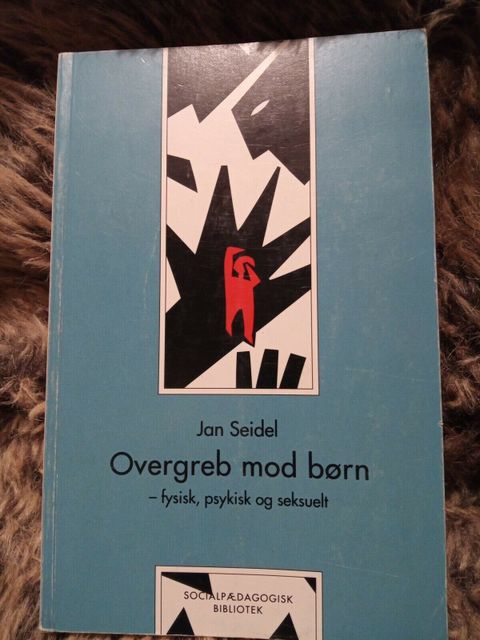 Jan Seidel
Overgreb mod børn
– fysisk, psykisk og seksuelt
SOCIALPÆDAGOGISK
BIBLIOTEK